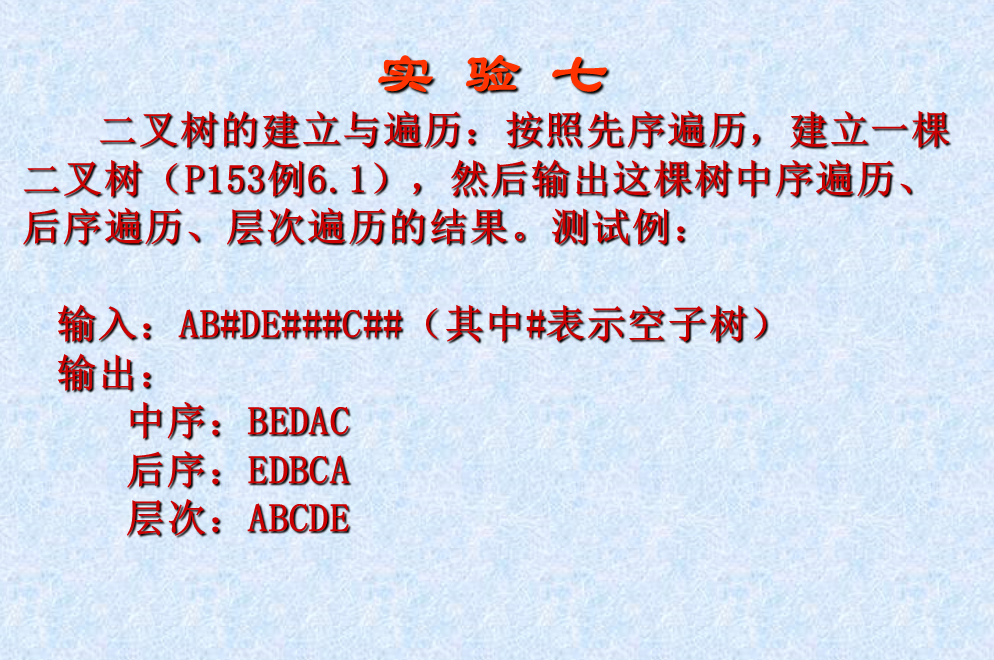 实 验 七
二叉树的建立与遍历：按照先序遍历，建立一棵
二叉树（P153例6.1），然后输出这棵树中序遍历、
后序遍历、层次遍历的结果。测试例：
输入：AB#DE###C##（其中#表示空子树）
输出：
中序：BEDAC
后序：EDBCA
层次：ABCDE